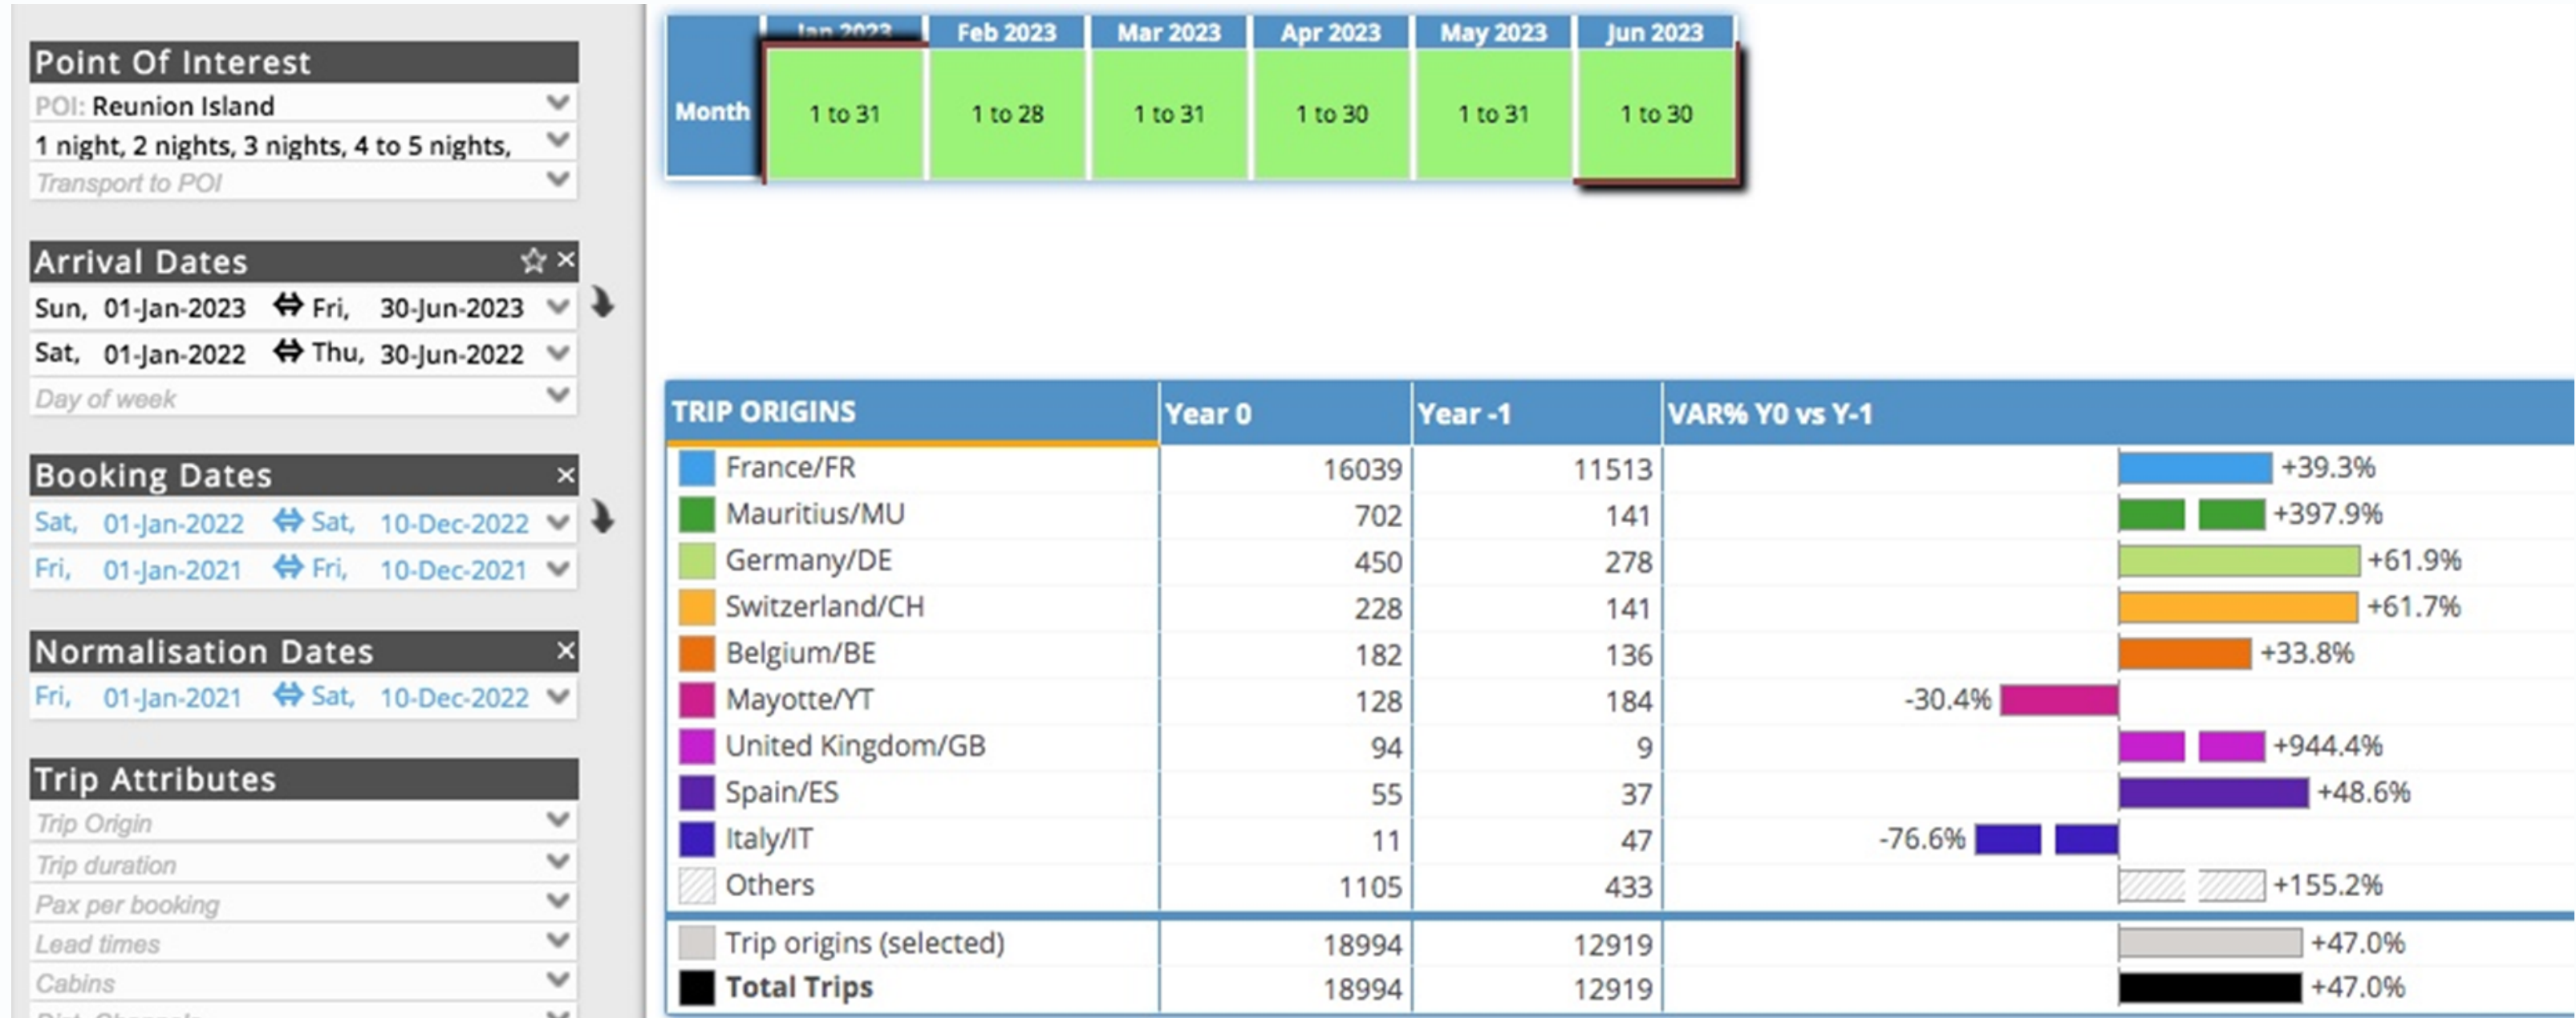 Point Of Interest
POI: Reunion Island
1 night, 2 nights, 3 nights, 4 to 5 nights,
Transport to POI
Arrival Dates
Sun, 01-Jan-2023 Fri, 30-Jun-2023
Sat, 01-Jan-2022 Thu, 30-Jun-2022
Day of week
Booking Dates
Sat, 01-Jan-2022 Sat, 10-Dec-2022
Fri, 01-Jan-2021 Fri, 10-Dec-2021
Normalisation Dates
Fri, 01-Jan-2021 Sat, 10-Dec-2022
Trip Attributes
Trip Origin
Trip duration
Pax per booking
Lead times
Cabins
Jan 2023 Feb 2023 Mar 2023 Apr 2023 May 2023 Jun 2023
Month 1 to 31 1 to 28 1 to 31 1 to 30 1 to 31 1 to 30
TRIP ORIGINS Year 0 Year -1 VAR% Y0 vs Y-1
France/FR 16039 11513 +39.3%
Mauritius/MU 702 141 +397.9%
Germany/DE 450 278 +61.9%
Switzerland/CH 228 141 +61.7%
Belgium/BE 182 136 +33.8%
Mayotte/YT 128 184 -30.4%
United Kingdom/GB 94 9 +944.4%
Spain/ES 55 37 +48.6%
Italy/IT 11 47 -76.6%
Others 1105 433 +155.2%
Trip origins (selected) 18994 12919 +47.0%
Total Trips 18994 12919 +47.0%